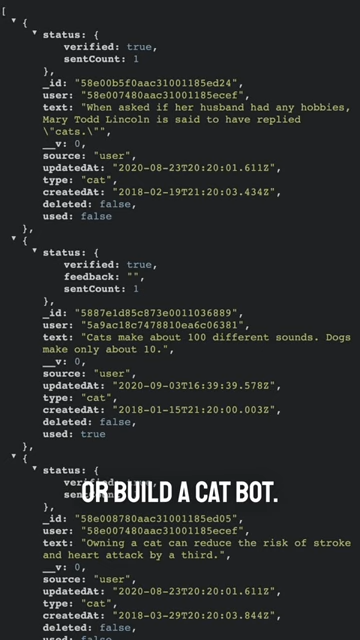 [
{
status: {
verified: true,
sentCount: 1
},
_id: "58e00b5f0aac31001185ed24",
user: "58e007480aac31001185ecef",
text: "When asked if her husband had any hobbies,
Mary Todd Lincoln is said to have replied
\"cats.\"",
__v: 0,
source: "user",
updatedAt: "2020-08-23T20:20:01.611Z",
type: "cat",
createdAt: "2018-02-19T21:20:03.434Z",
deleted: false,
used: false
},
{
status: {
verified: true,
feedback: "",
sentCount: 1
},
_id: "5887e1d85c873e0011036889",
user: "5a9ac18c7478810ea6c06381",
text: "Cats make about 100 different sounds. Dogs
make only about 10.",
__v: 0,
source: "user",
updatedAt: "2020-09-03T16:39:39.578Z",
type: "cat",
createdAt: "2018-01-15T21:20:00.003Z",
deleted: false,
used: true
},
{
status: {
OR BUILD A CAT BOT.
},
_id: "58e008780aac31001185ed05",
user: "58e007480aac31001185ecef",
text: "Owning a cat can reduce the risk of stroke
and heart attack by a third.",
__v: 0,
source: "user",
updatedAt: "2020-08-23T20:20:01.611Z",
type: "cat",
createdAt: "2018-03-29T20:20:03.844Z",
deleted: false,